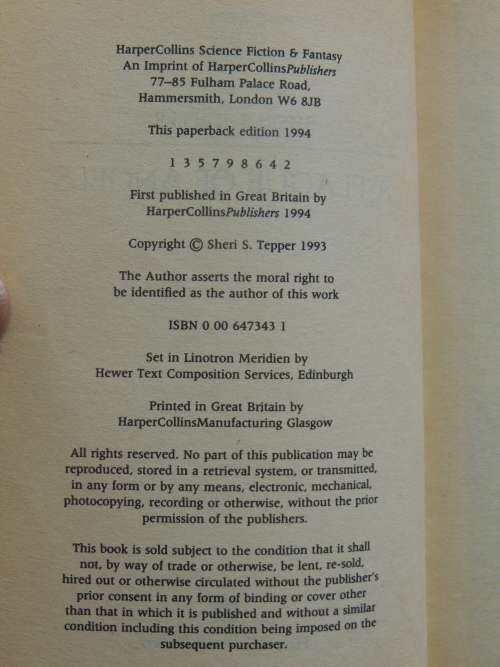 HarperCollins Science Fiction & Fantasy
An Imprint of HarperCollinsPublishers
77–85 Fulham Palace Road,
Hammersmith, London W6 8JB
This paperback edition 1994
1 3 5 7 9 8 6 4 2
First published in Great Britain by
HarperCollinsPublishers 1994
Copyright © Sheri S. Tepper 1993
The Author asserts the moral right to
be identified as the author of this work
ISBN 0 00 647343 1
Set in Linotron Meridien by
Hewer Text Composition Services, Edinburgh
Printed in Great Britain by
HarperCollinsManufacturing Glasgow
All rights reserved. No part of this publication may be
reproduced, stored in a retrieval system, or transmitted,
in any form or by any means, electronic, mechanical,
photocopying, recording or otherwise, without the prior
permission of the publishers.
This book is sold subject to the condition that it shall
not, by way of trade or otherwise, be lent, re-sold,
hired out or otherwise circulated without the publisher's
prior consent in any form of binding or cover other
than that in which it is published and without a similar
condition including this condition being imposed on the
subsequent purchaser.